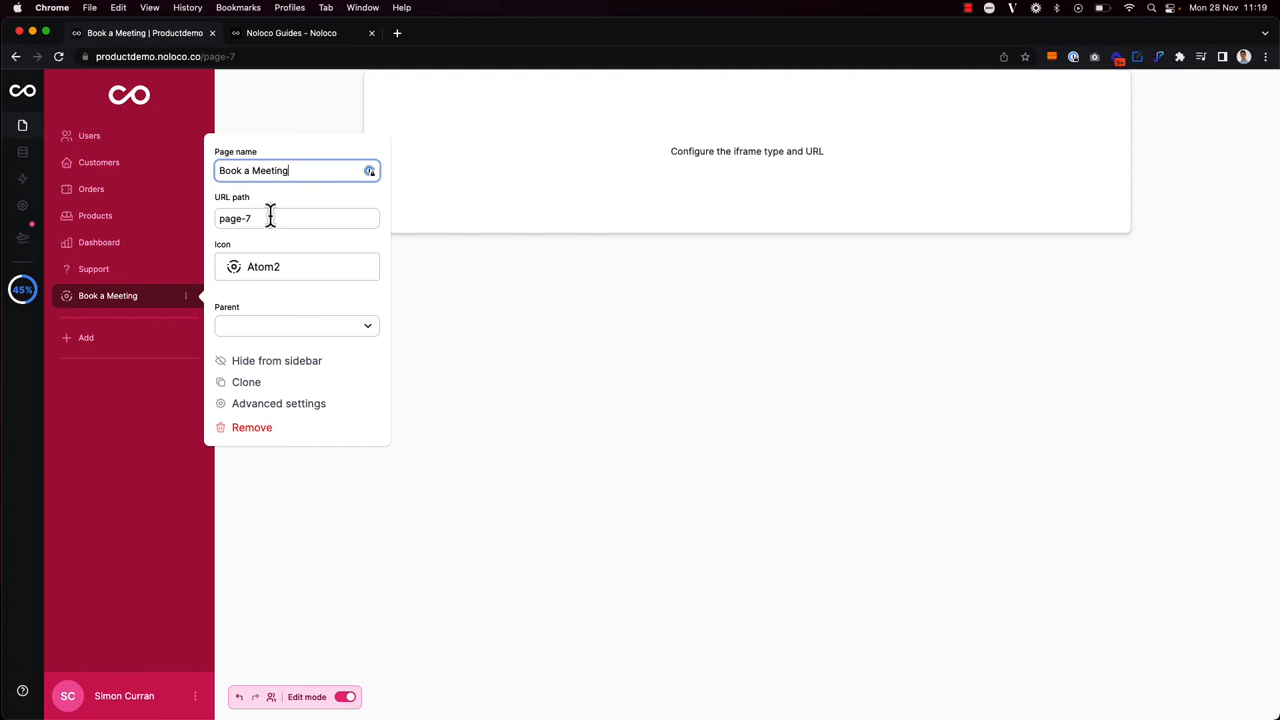 Chrome File Edit View History Bookmarks Profiles Tab Window Help
Mon 28 Nov 11:19
Book a Meeting | Productdemo
Noloco Guides - Noloco
productdemo.noloco.co/page-7
9+
Users
Customers
Orders
Products
Dashboard
Support
Book a Meeting
Add
45%
Page name
Book a Meeting
URL path
page-7
Icon
Atom2
Parent
Hide from sidebar
Clone
Advanced settings
Remove
Configure the iframe type and URL
SC
Simon Curran
Edit mode